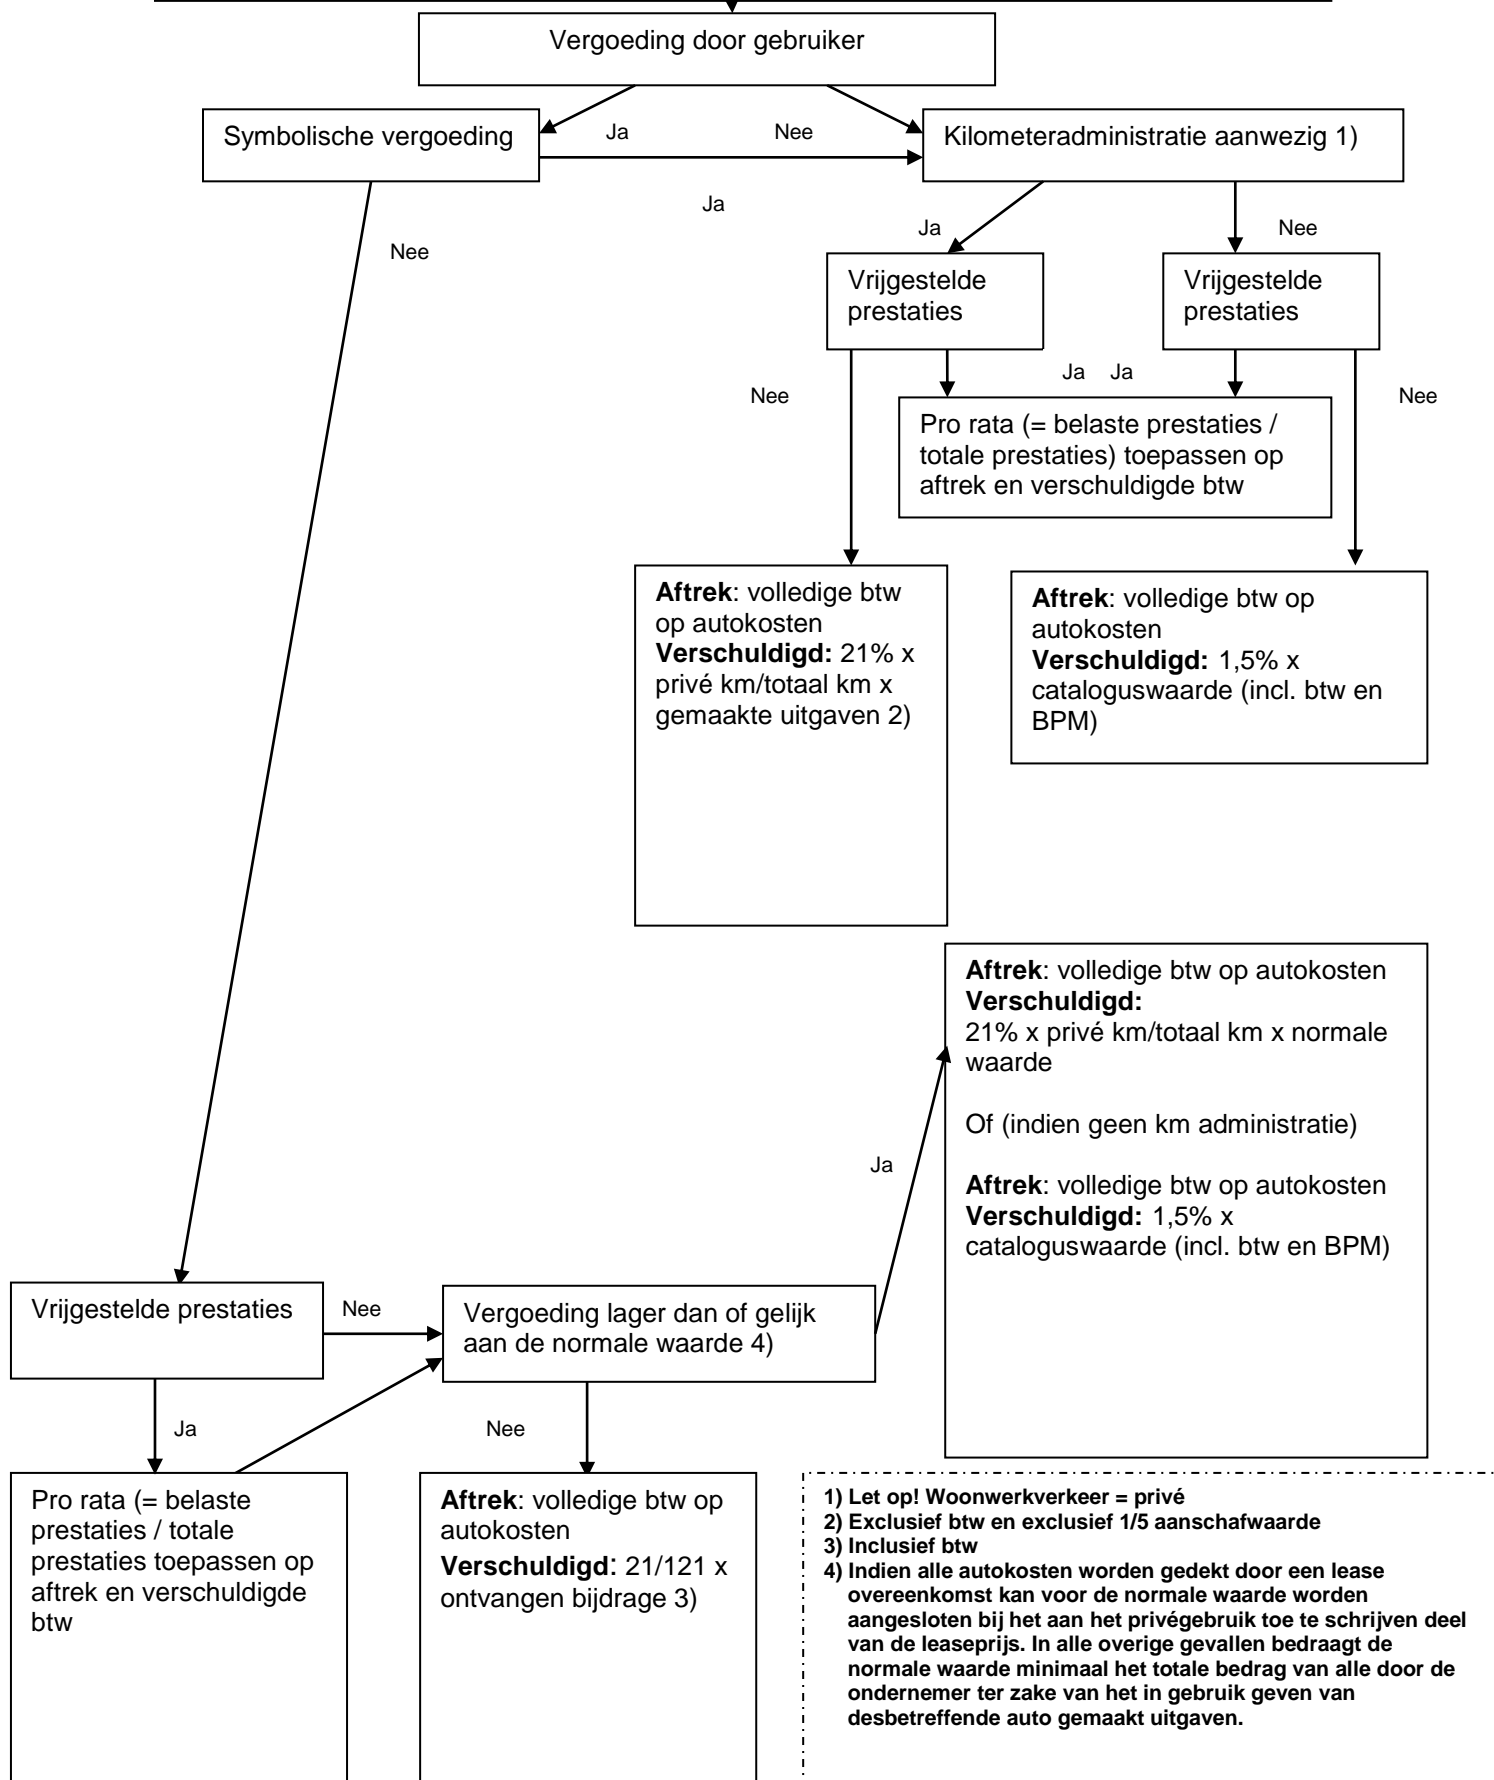 Vergoeding door gebruiker
Symbolische vergoeding
Ja
Nee
Kilometeradministratie aanwezig 1)
Ja
Nee
Ja
Nee
Vrijgestelde
prestaties
Vrijgestelde
prestaties
Nee
Ja
Ja
Nee
Pro rata (= belaste prestaties /
totale prestaties) toepassen op
aftrek en verschuldigde btw
Aftrek: volledige btw
op autokosten
Verschuldigd: 21% x
privé km/totaal km x
gemaakte uitgaven 2)
Aftrek: volledige btw op
autokosten
Verschuldigd: 1,5% x
cataloguswaarde (incl. btw en
BPM)
Aftrek: volledige btw op autokosten
Verschuldigd:
21% x privé km/totaal km x normale
waarde
Of (indien geen km administratie)
Aftrek: volledige btw op autokosten
Verschuldigd: 1,5% x
cataloguswaarde (incl. btw en BPM)
Ja
Vrijgestelde prestaties
Nee
Vergoeding lager dan of gelijk
aan de normale waarde 4)
Ja
Nee
Pro rata (= belaste
prestaties / totale
prestaties toepassen op
aftrek en verschuldigde
btw
Aftrek: volledige btw op
autokosten
Verschuldigd: 21/121 x
ontvangen bijdrage 3)
1) Let op! Woonwerkverkeer = privé
2) Exclusief btw en exclusief 1/5 aanschafwaarde
3) Inclusief btw
4) Indien alle autokosten worden gedekt door een lease
overeenkomst kan voor de normale waarde worden
aangesloten bij het aan het privégebruik toe te schrijven deel
van de leaseprijs. In alle overige gevallen bedraagt de
normale waarde minimaal het totale bedrag van alle door de
ondernemer ter zake van het in gebruik geven van
desbetreffende auto gemaakt uitgaven.